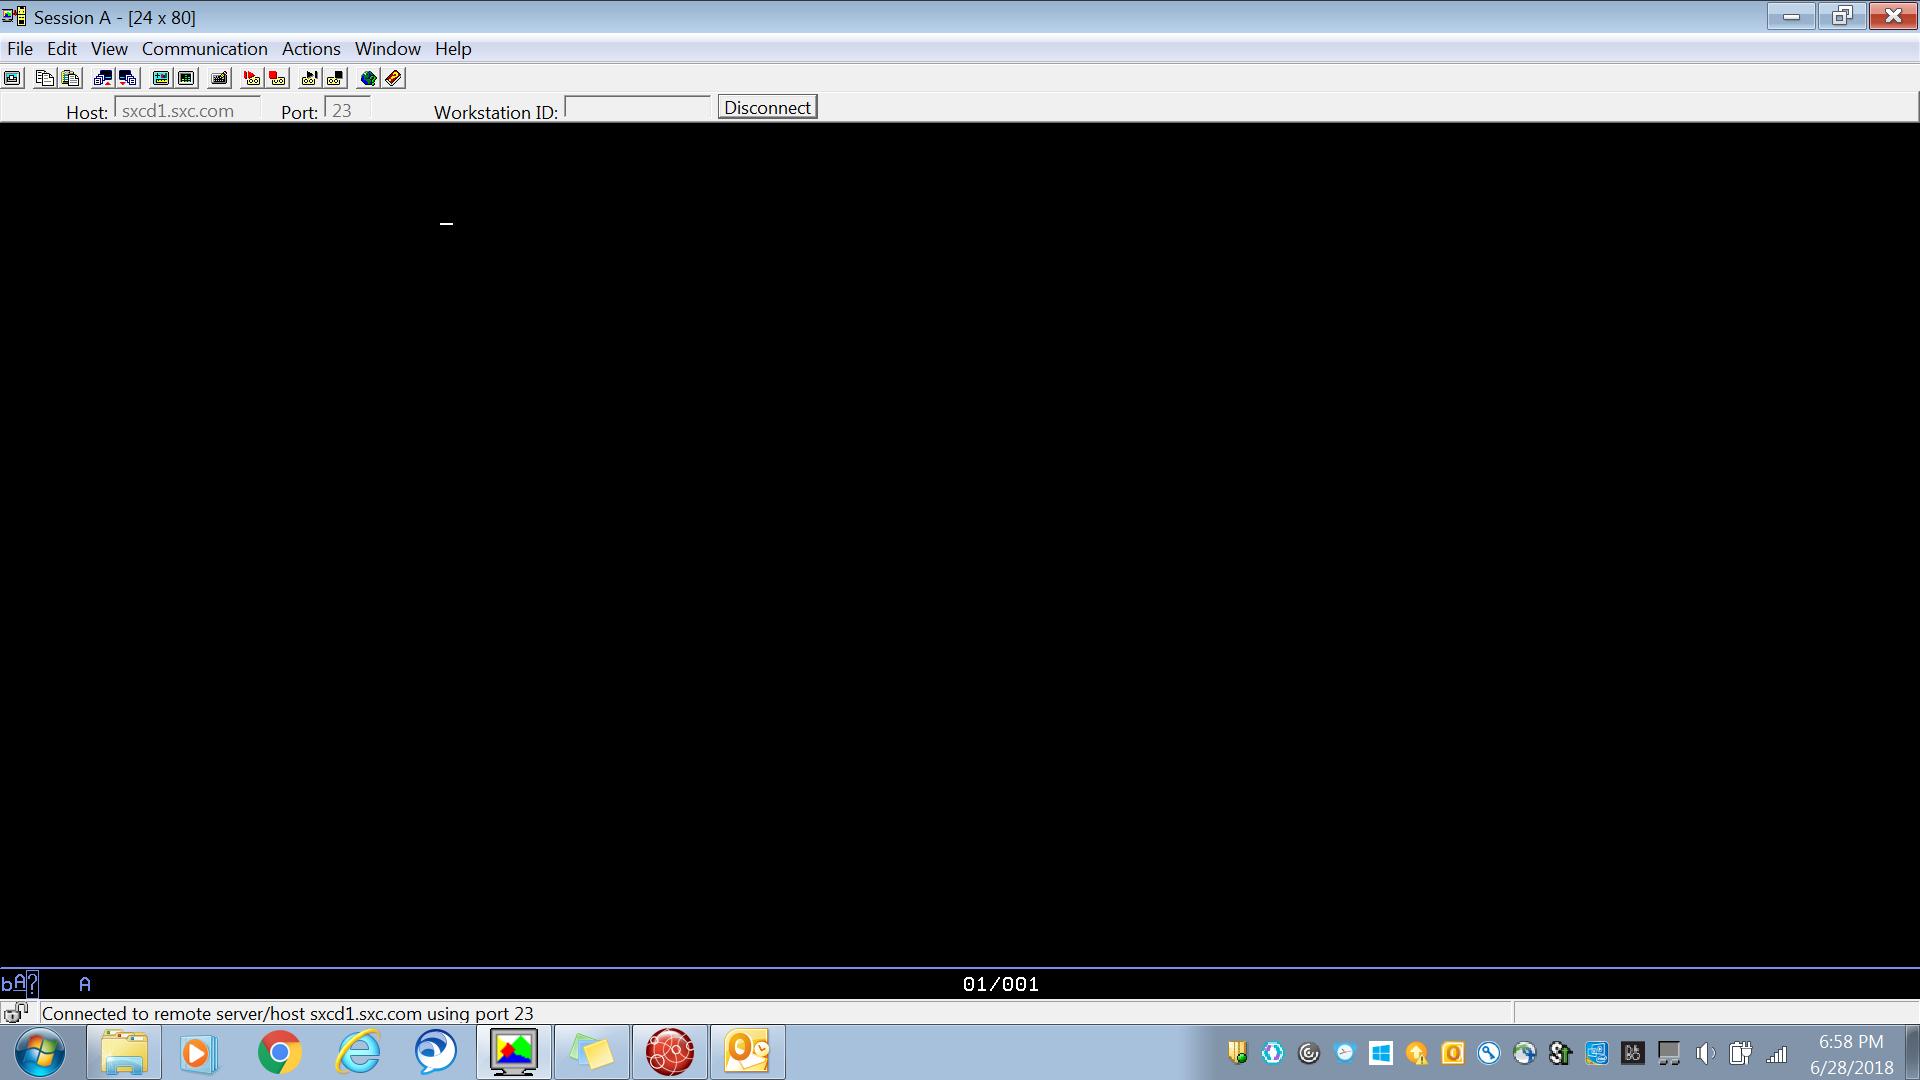 Session A - [24 x 80]
File Edit View Communication Actions Window Help
Host: sxcd1.sxc.com Port: 23 Workstation ID: Disconnect
A 01/001
Connected to remote server/host sxcd1.sxc.com using port 23
6:58 PM
6/28/2018